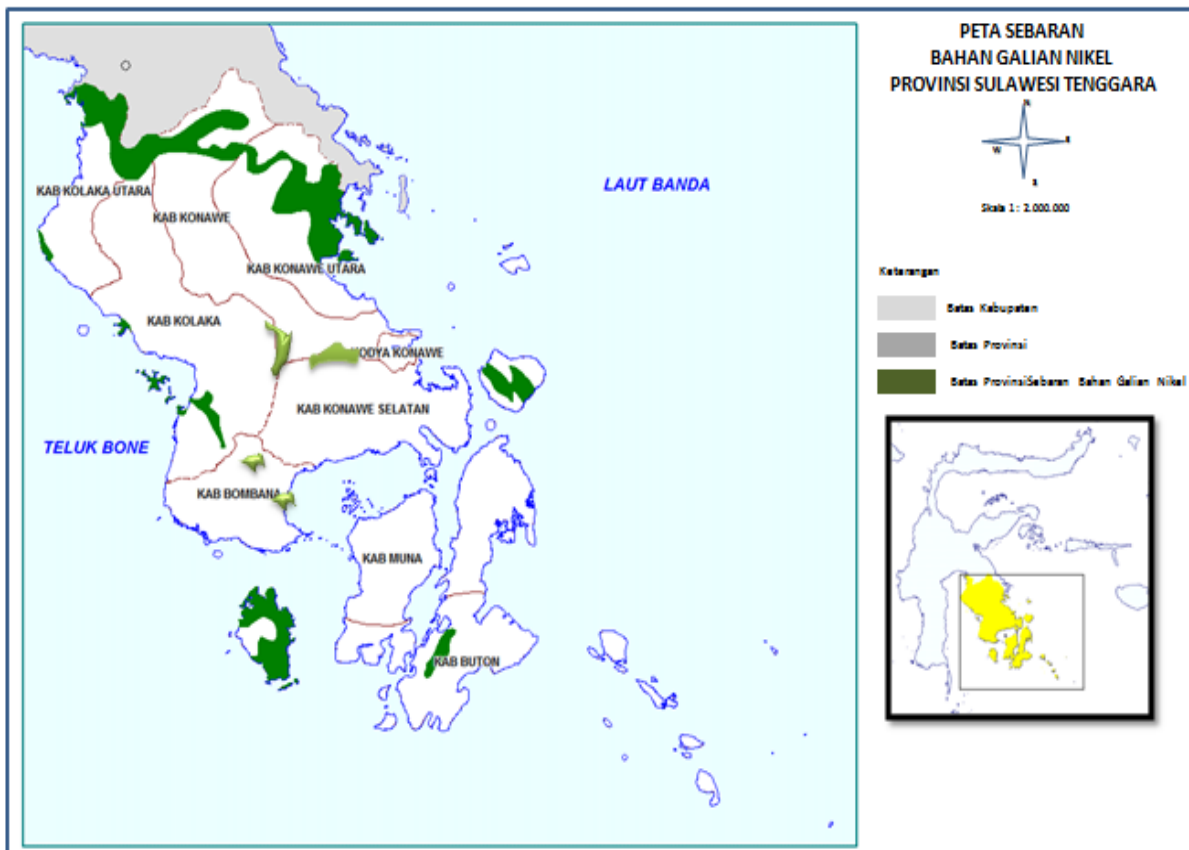 PETA SEBARAN
BAHAN GALIAN NIKEL
PROVINSI SULAWESI TENGGARA
N
W
E
S
Skala 1 : 2.000.000
Keterangan
Batas Kabupaten
Batas Provinsi
Batas ProvinsiSebaran Bahan Galian Nikel
LAUT BANDA
KAB KOLAKA UTARA
KAB KONAWE
KAB KONAWE UTARA
KAB KOLAKA
KODYA KONAWE
KAB KONAWE SELATAN
TELUK BONE
KAB BOMBANA
KAB MUNA
KAB BUTON